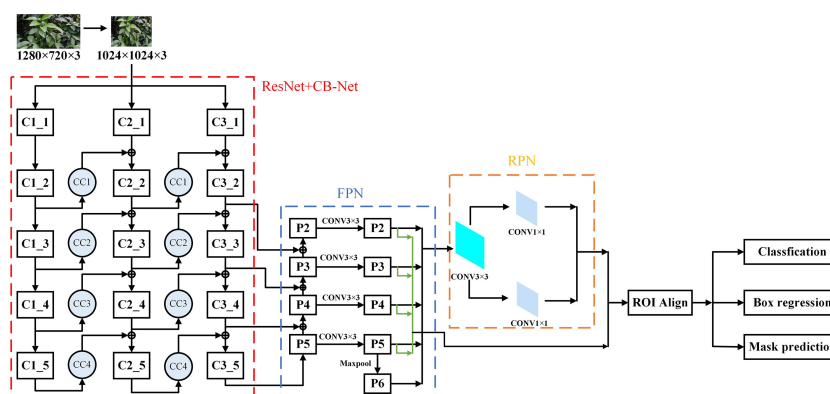 1280×720×3
1024×1024×3
ResNet+CB-Net
C1_1
C2_1
C3_1
C1_2
CC1
C2_2
CC1
C3_2
C1_3
CC2
C2_3
CC2
C3_3
C1_4
CC3
C2_4
CC3
C3_4
C1_5
CC4
C2_5
CC4
C3_5
FPN
P2
CONV3×3
P2
P3
CONV3×3
P3
P4
CONV3×3
P4
P5
CONV3×3
P5
Maxpool
P6
RPN
CONV3×3
CONV1×1
CONV1×1
ROI Align
Classfication
Box regression
Mask prediction